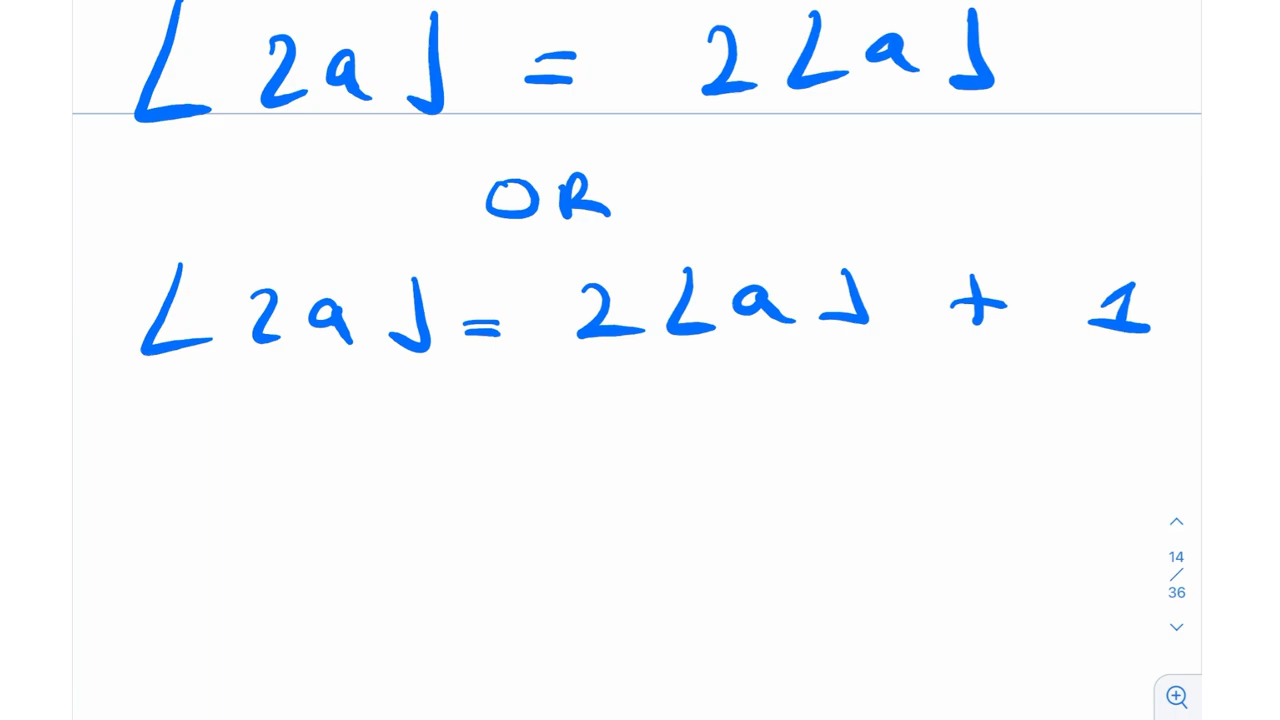 ⌊2a⌋ = 2⌊a⌋
OR
⌊2a⌋ = 2⌊a⌋ + 1
14
/
36